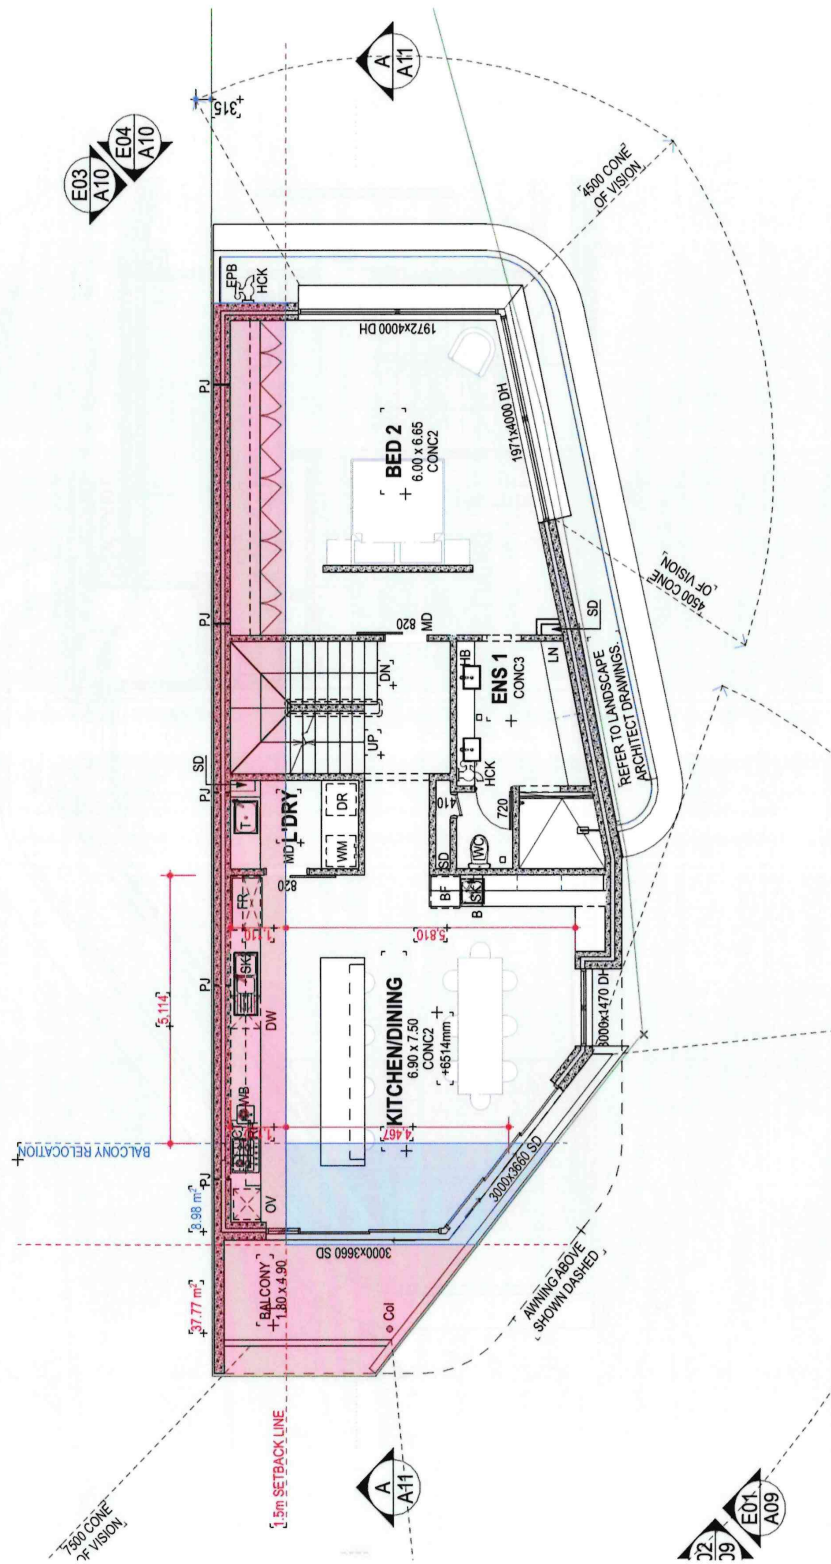 E03
A10
E04
A10
A
A11
315
4500 CONE
OF VISION
EPB
HCK
1972x4000 DH
PJ
BED 2
6.00 x 6.65
CONC2
1971x4000 DH
4500 CONE
OF VISION
PJ
820
MD
SD
DN
UP
HB
ENS 1
CONC3
LN
REFER TO LANDSCAPE
ARCHITECT DRAWINGS.
SD
PJ
T
L'DRY
MD
DR
WM
HCK
410
720
WC
SD
820
FR
BF
SK
B
5,114
1,110
5,810
PJ
SK
DW
KITCHEN/DINING
6.90 x 7.50
CONC2
+6514mm
3000x1470 DH
WB
4,467
BALCONY RELOCATION
PJ
OV
3000x3660 SD
8.98 m²
3000x3660 SD
37.77 m²
BALCONY
1.80 x 4.90
Col
AWNING ABOVE
SHOWN DASHED
1.5m SETBACK LINE
A
A11
7500 CONE
OF VISION
E01
A09